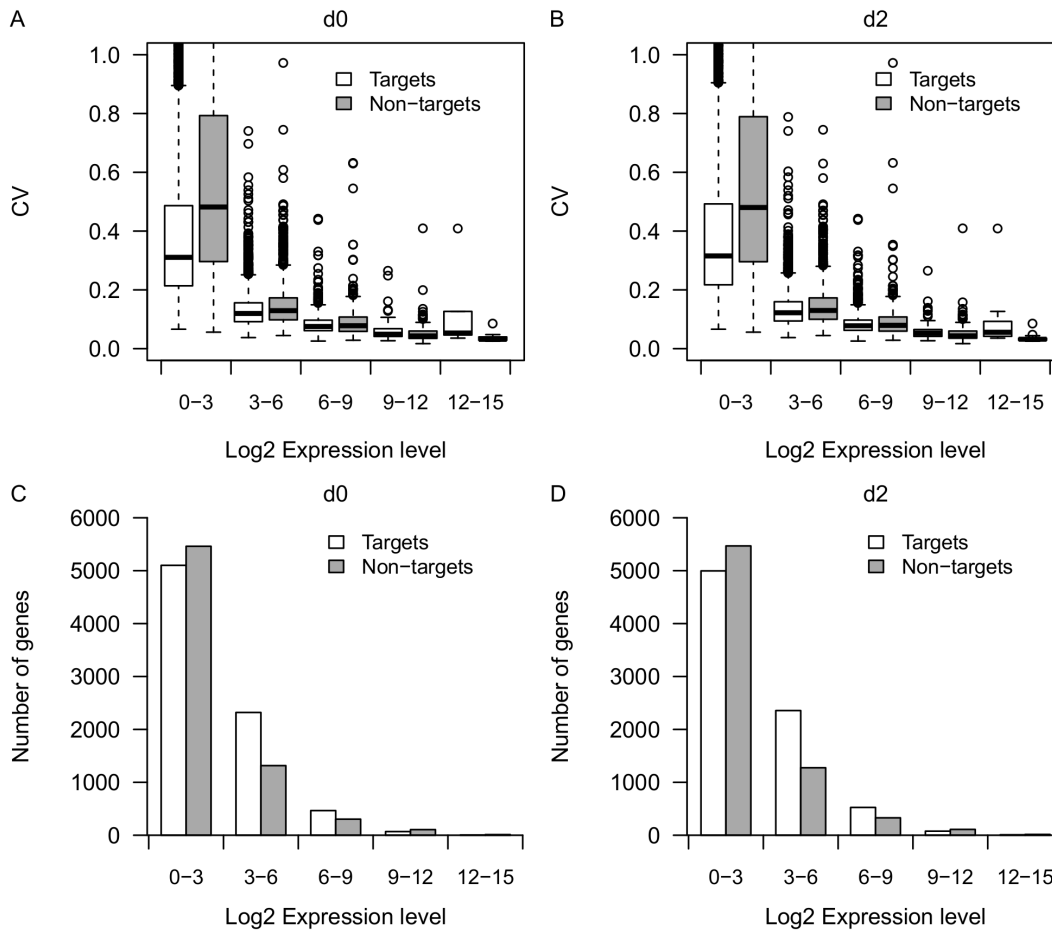 A
d0
1.0
0.8
0.6
0.4
0.2
0.0
CV
Targets
Non-targets
0−3
3−6
6−9
9−12
12−15
Log2 Expression level
B
d2
1.0
0.8
0.6
0.4
0.2
0.0
CV
Targets
Non-targets
0−3
3−6
6−9
9−12
12−15
Log2 Expression level
C
d0
6000
5000
4000
3000
2000
1000
0
Number of genes
Targets
Non-targets
0−3
3−6
6−9
9−12
12−15
Log2 Expression level
D
d2
6000
5000
4000
3000
2000
1000
0
Number of genes
Targets
Non-targets
0−3
3−6
6−9
9−12
12−15
Log2 Expression level